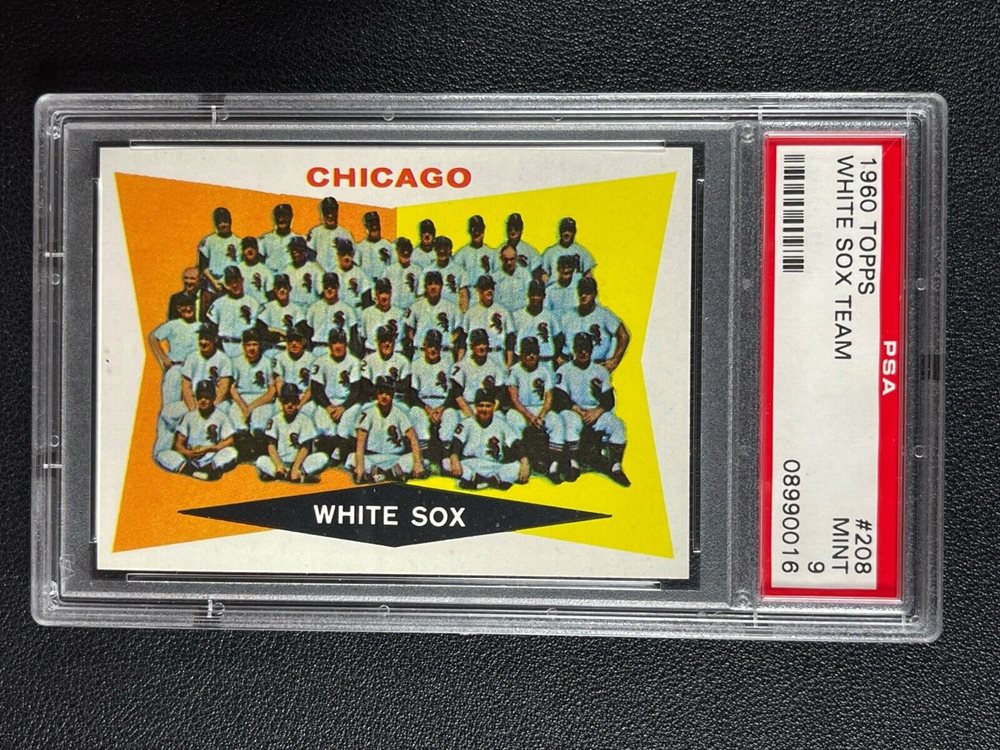 CHICAGO
WHITE SOX
1960 TOPPS #208
WHITE SOX TEAM MINT
9
08990016
PSA